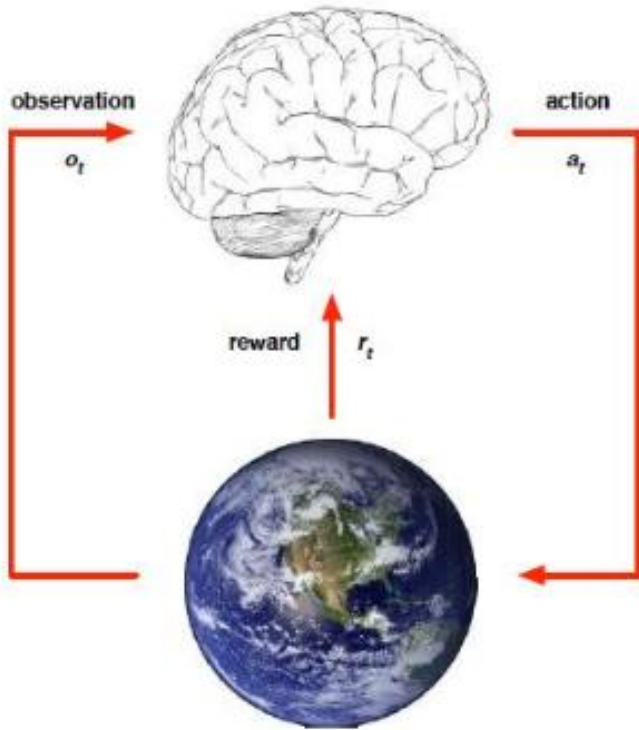 observation
o_t
action
a_t
reward r_t